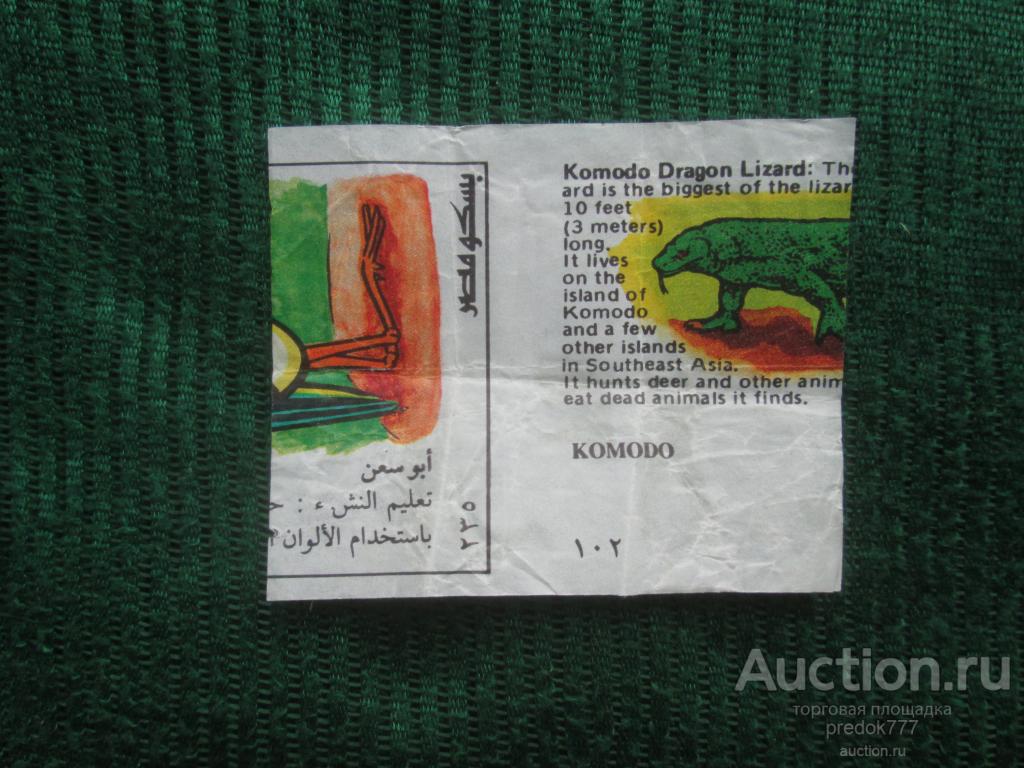 بسكو مصر
أبو سعن
تعليم النش ء : ح
باستخدام الألوان
٢٣٥
Komodo Dragon Lizard: The
ard is the biggest of the lizar
10 feet
(3 meters)
long.
It lives
on the
island of
Komodo
and a few
other islands
in Southeast Asia.
It hunts deer and other anim
eat dead animals it finds.
KOMODO
١٠٢
Auction.ru
торговая площадка
predok777
auction.ru